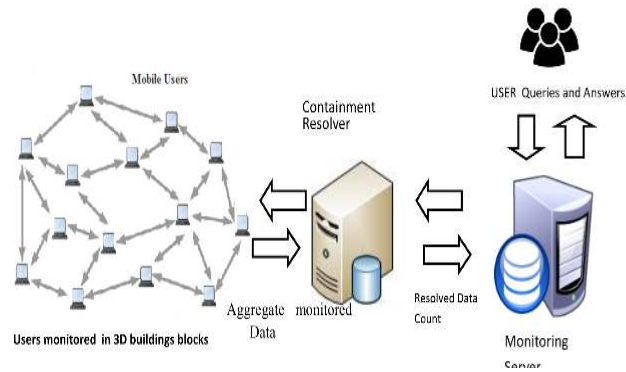 Mobile Users
USER Queries and Answers
Containment
Resolver
Aggregate monitored
Data
Resolved Data
Count
Users monitored in 3D buildings blocks
Monitoring
Server